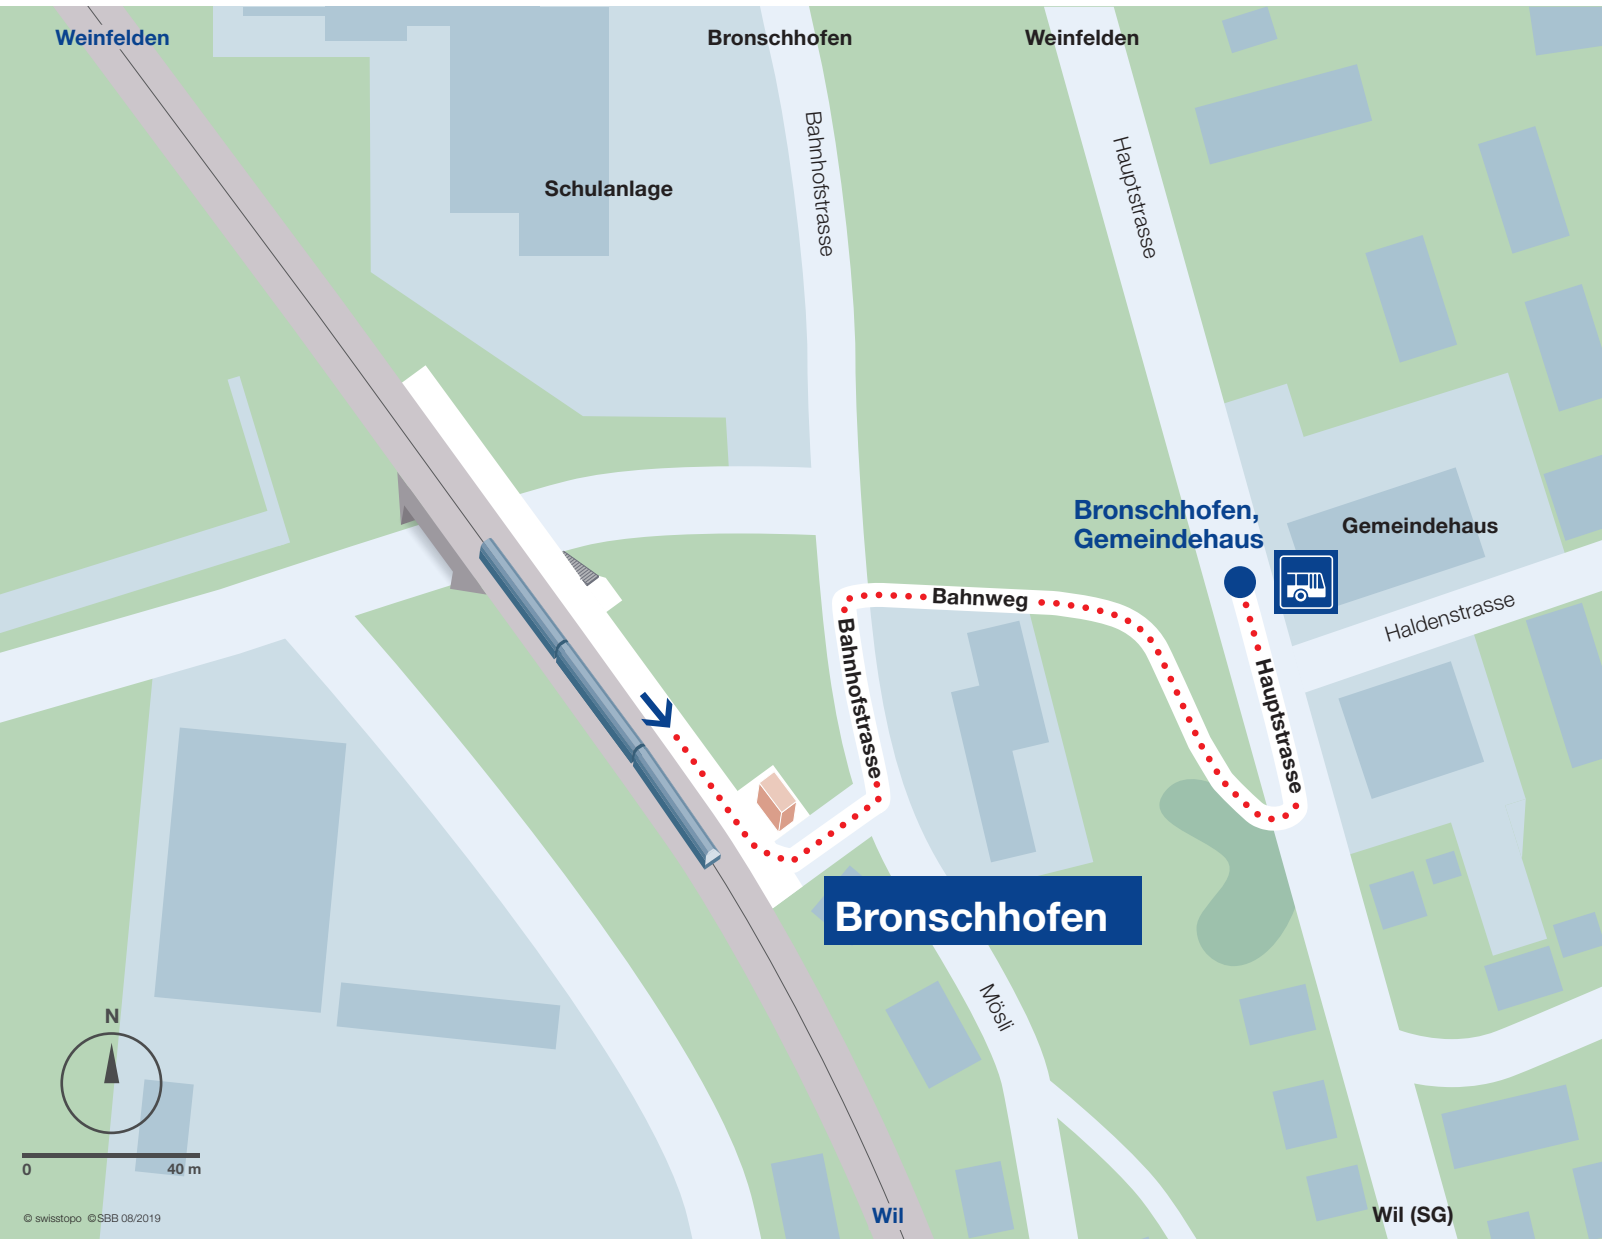 Weinfelden
Bronschhofen
Weinfelden
Bahnhofstrasse
Hauptstrasse
Schulanlage
Bronschhofen,
Gemeindehaus
Gemeindehaus
Bahnweg
Haldenstrasse
Bahnhofstrasse
Hauptstrasse
Bronschhofen
Mösli
N
0
40 m
© swisstopo © SBB 08/2019
Wil
Wil (SG)